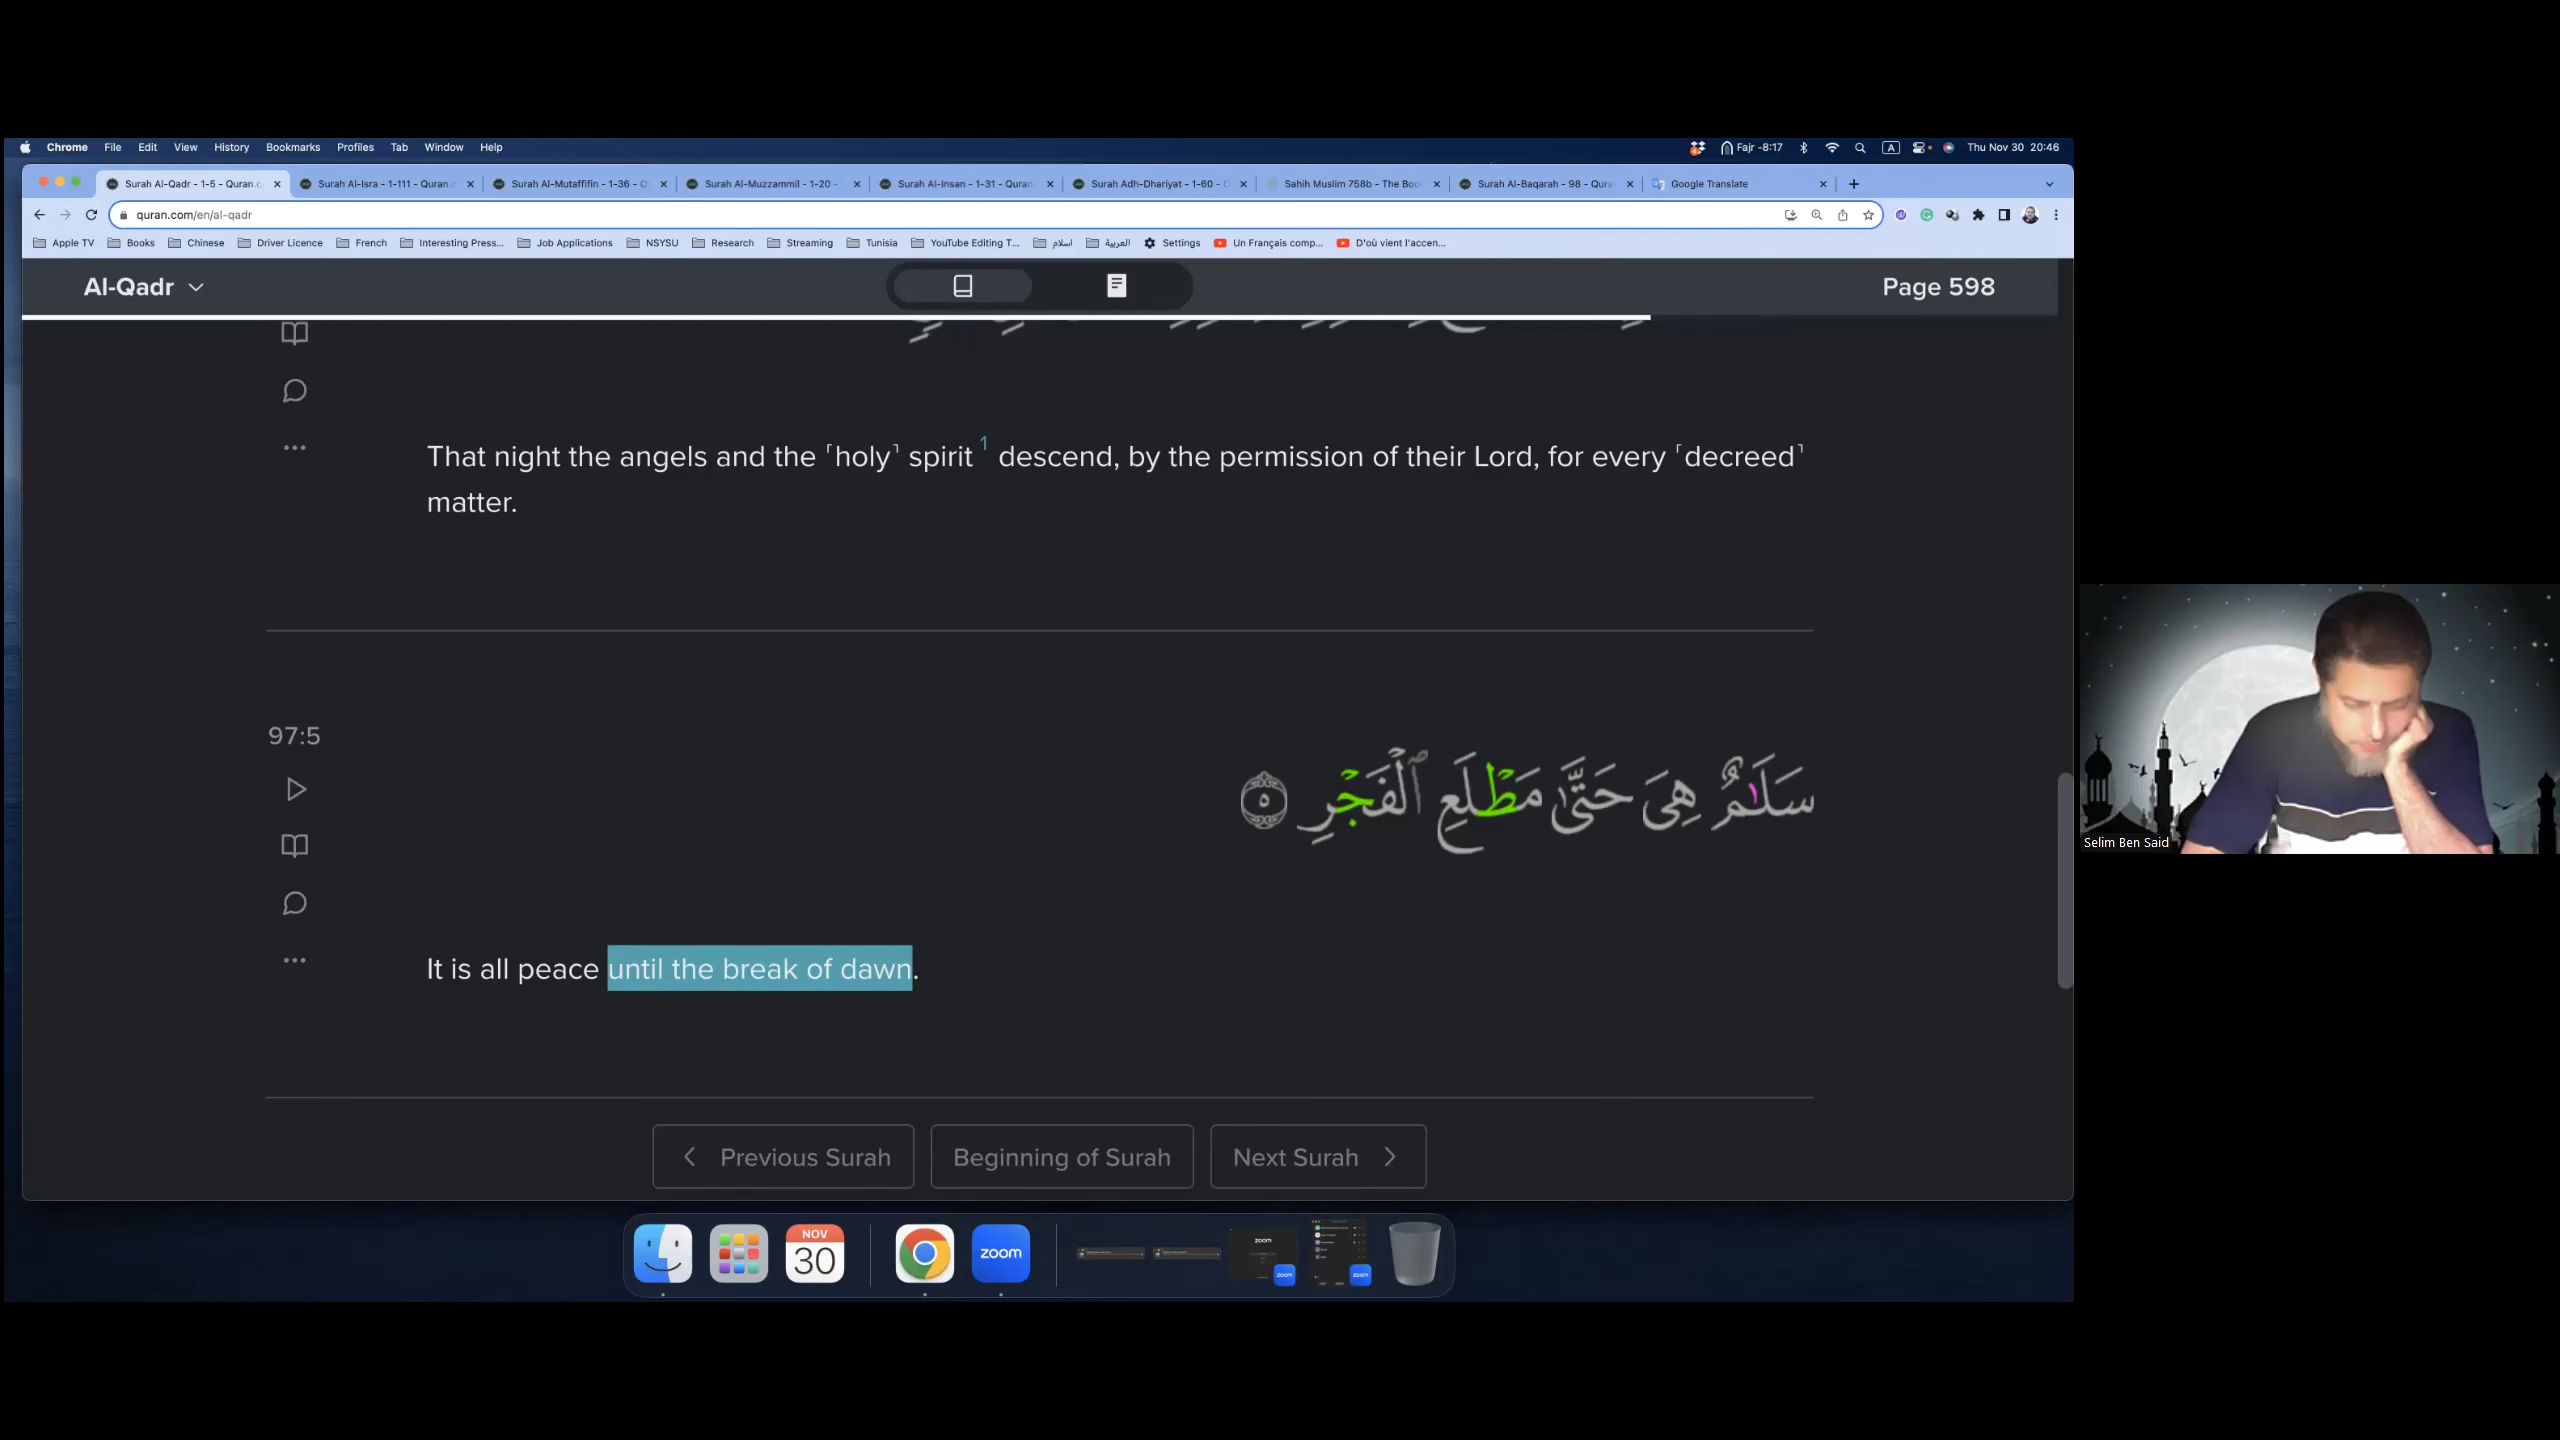 Chrome File Edit View History Bookmarks Profiles Tab Window Help
Fajr -8:17 A Thu Nov 30 20:46
Surah Al-Qadr - 1-5 - Quran.c
Surah Al-Isra - 1-111 - Quran.c
Surah Al-Mutaffifin - 1-36 - Q
Surah Al-Muzzammil - 1-20 -
Surah Al-Insan - 1-31 - Quran
Surah Adh-Dhariyat - 1-60 - Q
Sahih Muslim 758b - The Boo
Surah Al-Baqarah - 98 - Qura
Google Translate
quran.com/en/al-qadr
Apple TV Books Chinese Driver Licence French Interesting Press... Job Applications NSYSU Research Streaming Tunisia YouTube Editing T... اسلام العربية Settings Un Français comp... D'où vient l'accen...
Al-Qadr
Page 598
That night the angels and the ˹holy˺ spirit 1 descend, by the permission of their Lord, for every ˹decreed˺
matter.
97:5
سَلَـٰمٌ هِىَ حَتَّىٰ مَطْلَعِ ٱلْفَجْرِ ٥
It is all peace until the break of dawn.
Previous Surah
Beginning of Surah
Next Surah
NOV
30
zoom
zoom
zoom
zoom
Selim Ben Said